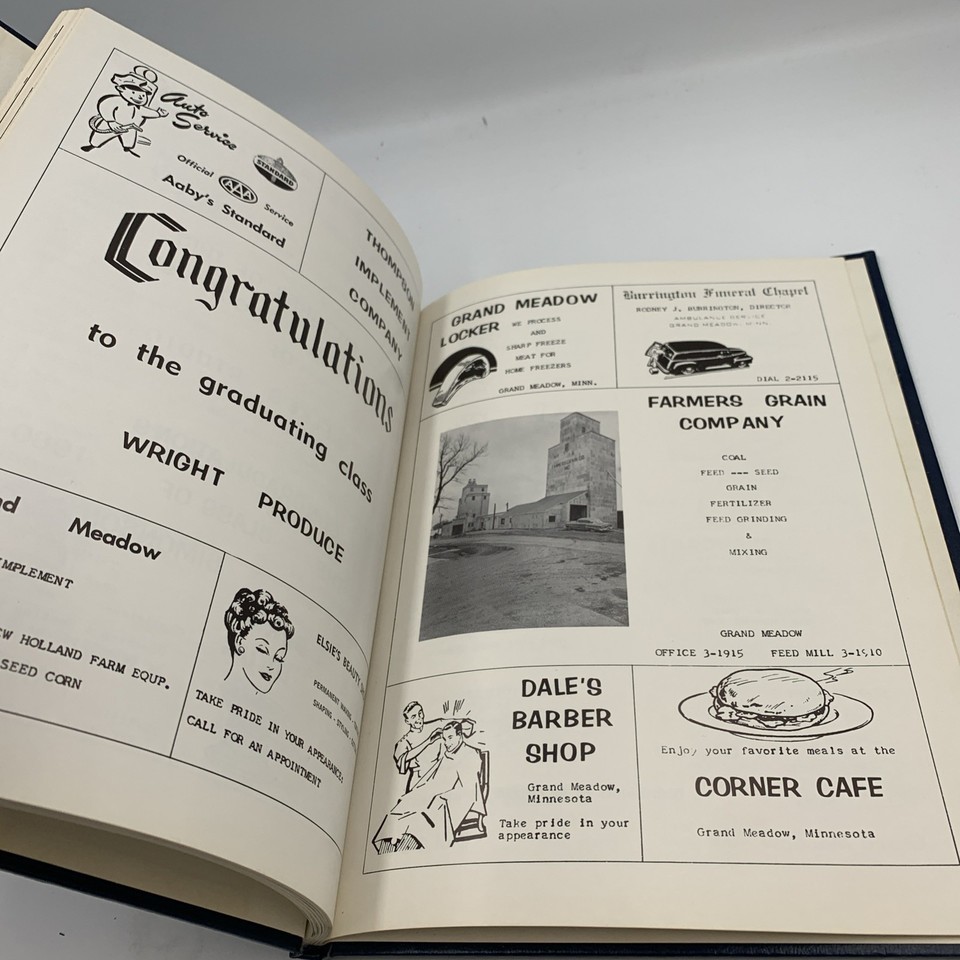 Auto
Service
STANDARD
Official
AAA
Service
Aaby's Standard
THOMPSON
IMPLEMENT
COMPANY
Congratulations
to the graduating class
WRIGHT PRODUCE
Meadow
IMPLEMENT
HOLLAND FARM EQUP.
SEED CORN
ELSIE'S BEAUTY
PERMANENT WAVING
SHAPING - STYLING
TAKE PRIDE IN YOUR APPEARANCE:
CALL FOR AN APPOINTMENT
GRAND MEADOW
LOCKER
WE PROCESS
AND
SHARP FREEZE
MEAT FOR
HOME FREEZERS
GRAND MEADOW, MINN.
Burrington Funeral Chapel
RODNEY J. BURRINGTON, DIRECTOR
AMBULANCE SERVICE
GRAND MEADOW, MINN.
DIAL 2-2115
FARMERS GRAIN
COMPANY
COAL
FEED --- SEED
GRAIN
FERTILIZER
FEED GRINDING
&
MIXING
GRAND MEADOW
OFFICE 3-1915 FEED MILL 3-1910
DALE'S
BARBER
SHOP
Grand Meadow,
Minnesota
Take pride in your
appearance
Enjoy your favorite meals at the
CORNER CAFE
Grand Meadow, Minnesota